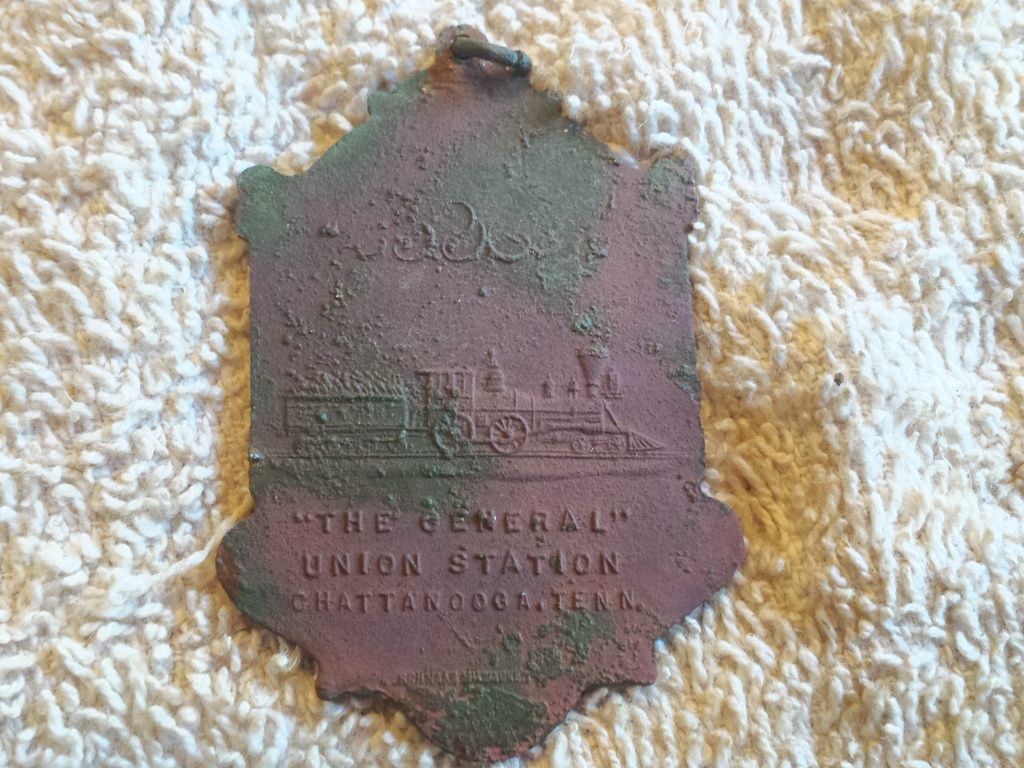 "THE GENERAL"
UNION STATION
CHATTANOOGA, TENN.